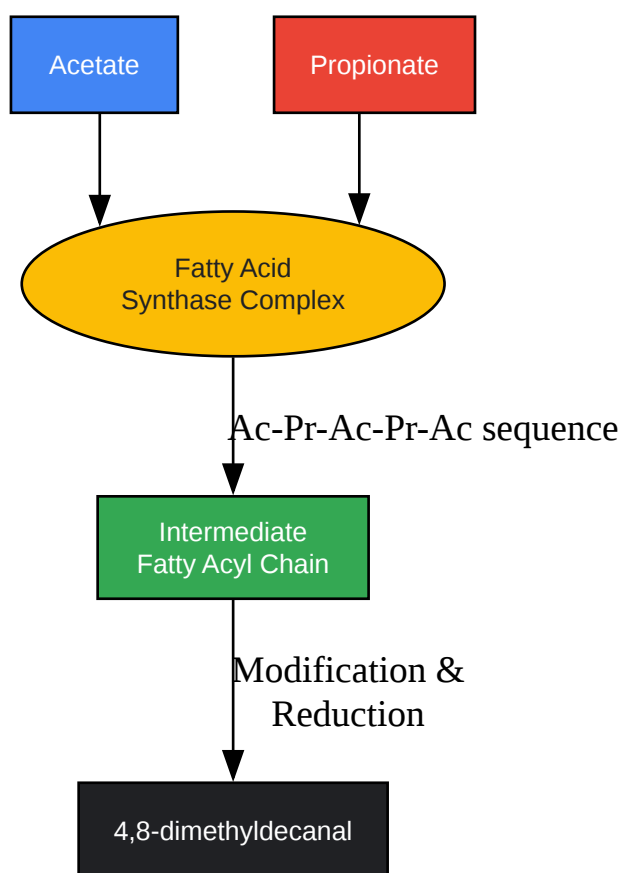 Acetate
Propionate
Fatty Acid
Synthase Complex
Ac-Pr-Ac-Pr-Ac sequence
Intermediate
Fatty Acyl Chain
Modification &
Reduction
4,8-dimethyldecanal